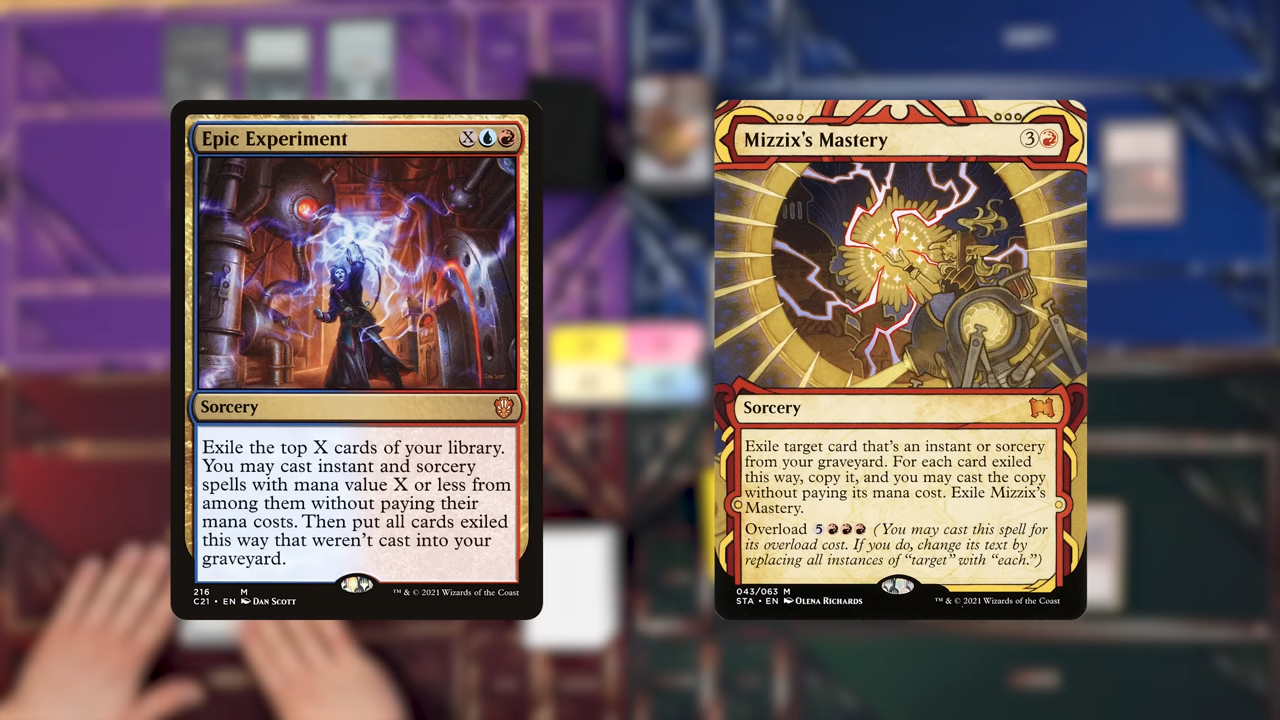 Epic Experiment
X
Sorcery
Exile the top X cards of your library.
You may cast instant and sorcery
spells with mana value X or less from
among them without paying their
mana costs. Then put all cards exiled
this way that weren't cast into your
graveyard.
216 M
C21 • EN DAN SCOTT
™ & © 2021 Wizards of the Coast
Mizzix's Mastery
3
Sorcery
Exile target card that's an instant or sorcery
from your graveyard. For each card exiled
this way, copy it, and you may cast the copy
without paying its mana cost. Exile Mizzix's
Mastery.
Overload 5 (You may cast this spell for
its overload cost. If you do, change its text by
replacing all instances of "target" with "each.")
043/063 M
STA • EN OLENA RICHARDS
™ & © 2021 Wizards of the Coast